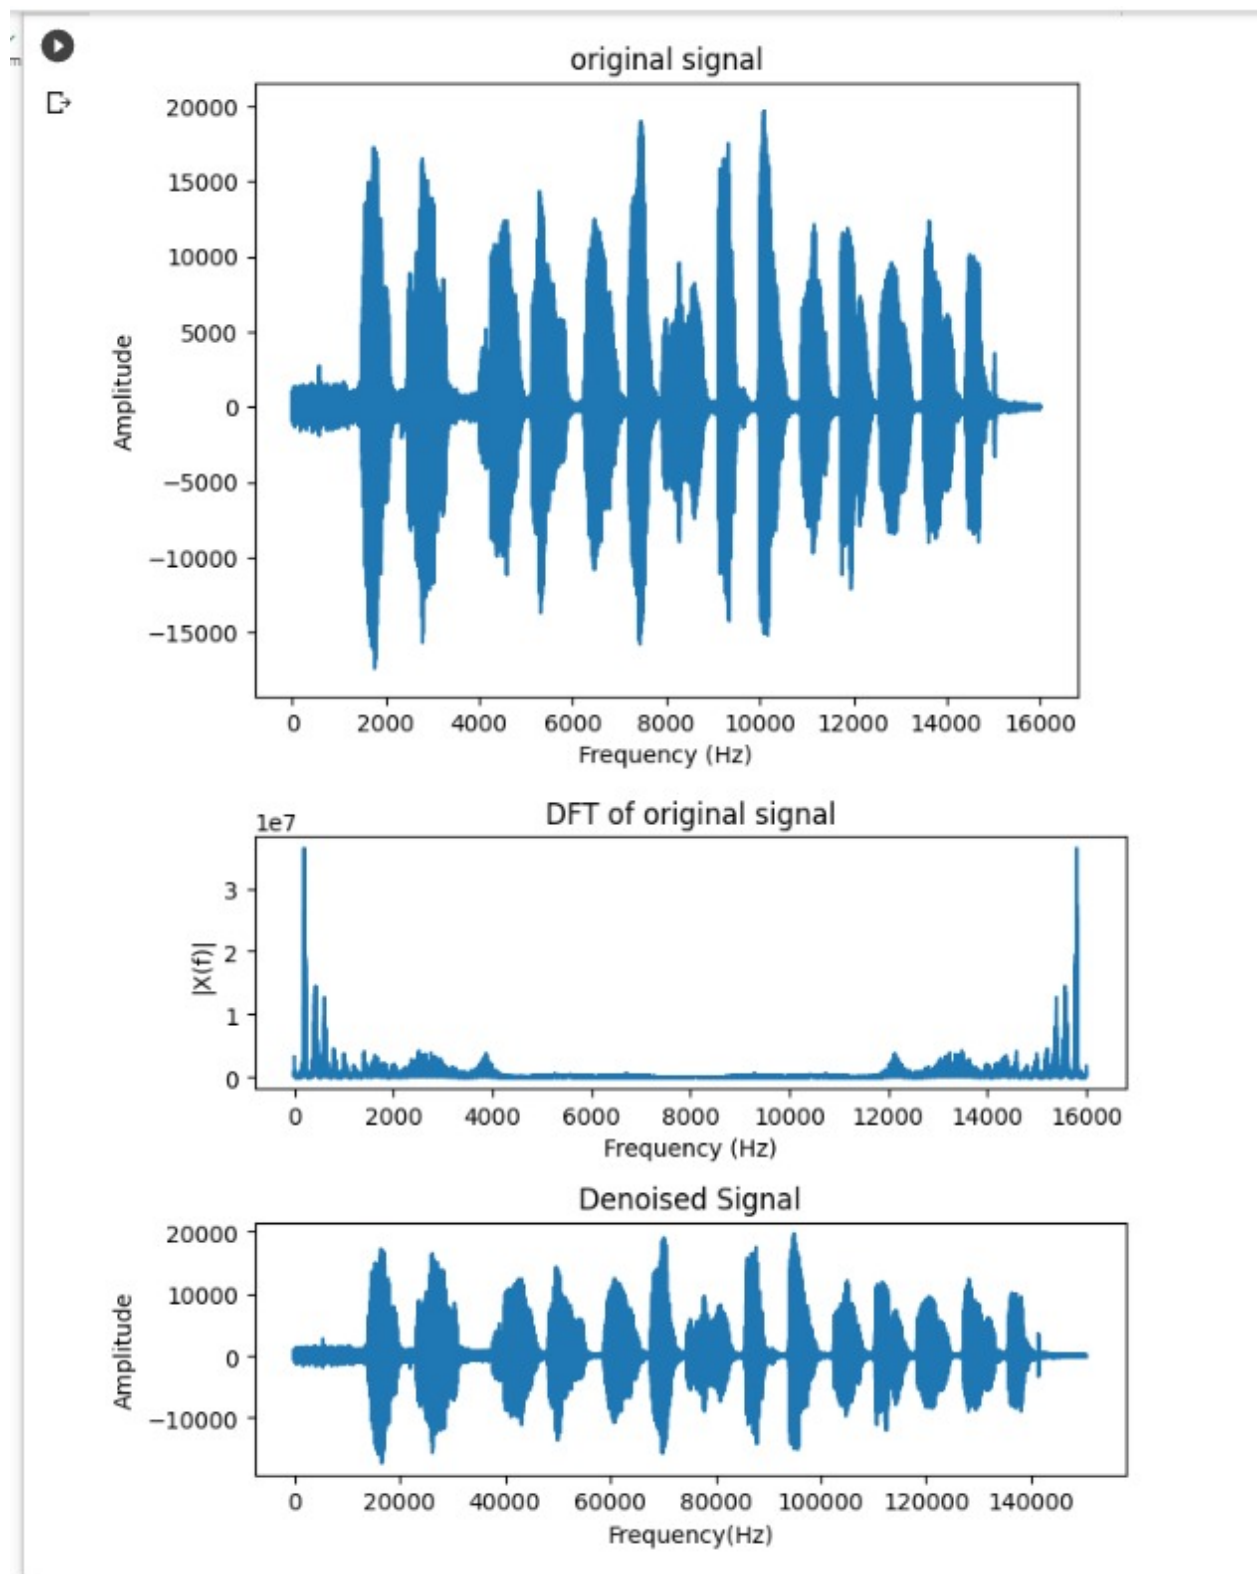 original signal
20000
15000
10000
5000
0
−5000
−10000
−15000
Amplitude
0 2000 4000 6000 8000 10000 12000 14000 16000
Frequency (Hz)
DFT of original signal
1e7
3
2
1
0
|X(f)|
0 2000 4000 6000 8000 10000 12000 14000 16000
Frequency (Hz)
Denoised Signal
20000
10000
0
−10000
Amplitude
0 20000 40000 60000 80000 100000 120000 140000
Frequency(Hz)